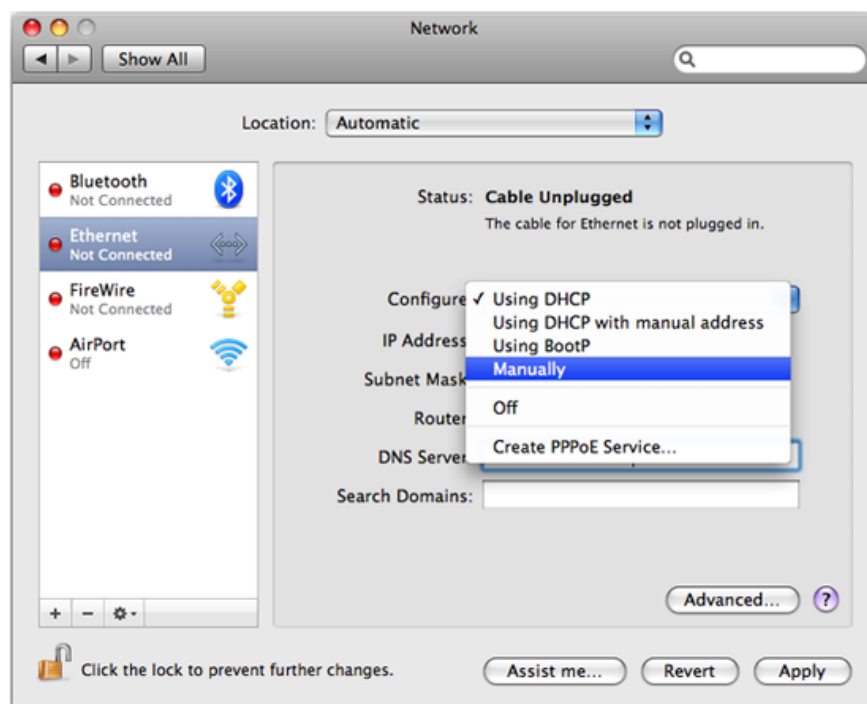 Network
Show All
Location: Automatic
Bluetooth
Not Connected
Ethernet
Not Connected
FireWire
Not Connected
AirPort
Off
Status: Cable Unplugged
The cable for Ethernet is not plugged in.
Configure ✓ Using DHCP
Using DHCP with manual address
Using BootP
Manually
Off
Create PPPoE Service...
IP Address
Subnet Mask
Router
DNS Server
Search Domains:
Advanced... ?
Click the lock to prevent further changes.
Assist me... Revert Apply